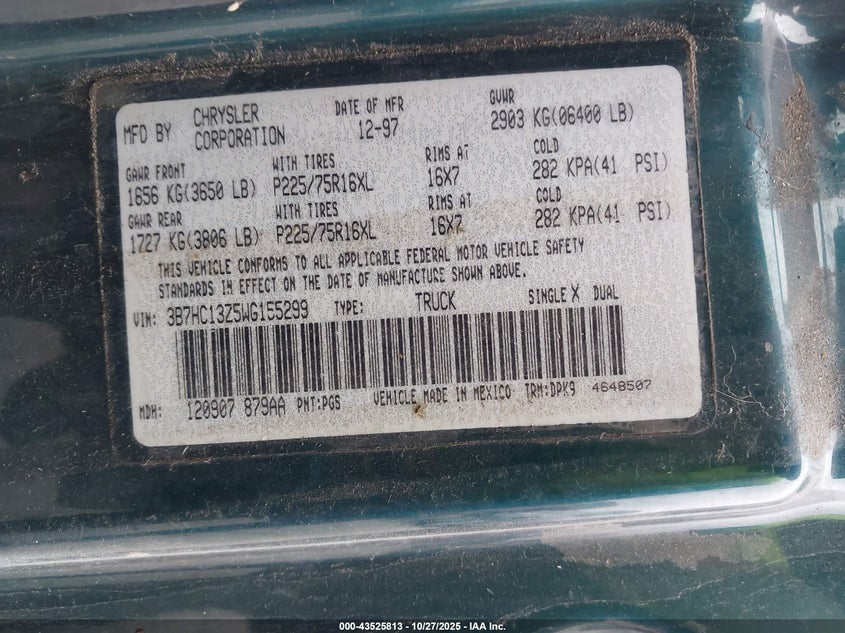 MFD BY CHRYSLER CORPORATION DATE OF MFR 12-97 GVWR 2903 KG(06400 LB)
GAWR FRONT WITH TIRES RIMS AT COLD
1656 KG(3650 LB) P225/75R16XL 16X7 282 KPA(41 PSI)
GAWR REAR WITH TIRES RIMS AT COLD
1727 KG(3806 LB) P225/75R16XL 16X7 282 KPA(41 PSI)
THIS VEHICLE CONFORMS TO ALL APPLICABLE FEDERAL MOTOR VEHICLE SAFETY
STANDARDS IN EFFECT ON THE DATE OF MANUFACTURE SHOWN ABOVE.
VIN: 3B7HC13Z5WG155299 TYPE: TRUCK SINGLE X DUAL
MDH: 120907 879AA PNT:PGS VEHICLE MADE IN MEXICO TRM:DPK9 4648507
000-43525813 - 10/27/2025 - IAA Inc.